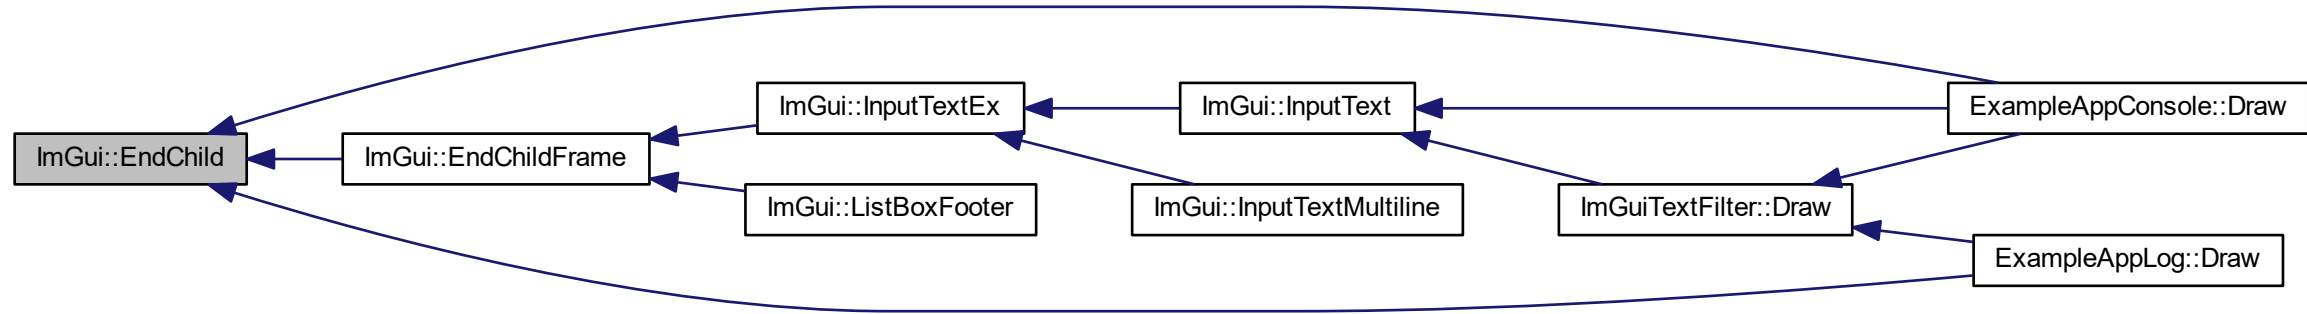 ImGui::EndChild
ImGui::EndChildFrame
ImGui::InputTextEx
ImGui::ListBoxFooter
ImGui::InputText
ImGui::InputTextMultiline
ImGuiTextFilter::Draw
ExampleAppConsole::Draw
ExampleAppLog::Draw